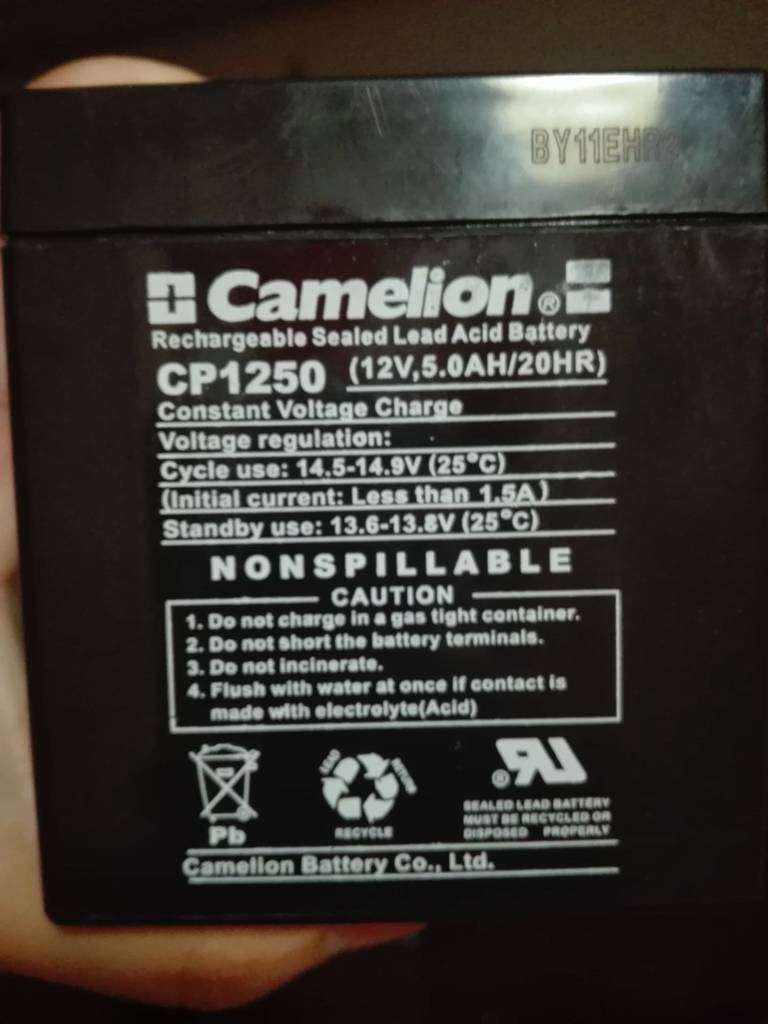 BY11EHR
Camelion®
Rechargeable Sealed Lead Acid Battery
CP1250 (12V,5.0AH/20HR)
Constant Voltage Charge
Voltage regulation:
Cycle use: 14.5-14.9V (25°C)
(Initial current: Less than 1.5A)
Standby use: 13.6-13.8V (25°C)
NONSPILLABLE
CAUTION
1. Do not charge in a gas tight container.
2. Do not short the battery terminals.
3. Do not incinerate.
4. Flush with water at once if contact is
made with electrolyte(Acid)
LEAD RETURN
RECYCLE
Pb
®RU
SEALED LEAD BATTERY
MUST BE RECYCLED OR
DISPOSED PROPERLY
Camelion Battery Co., Ltd.